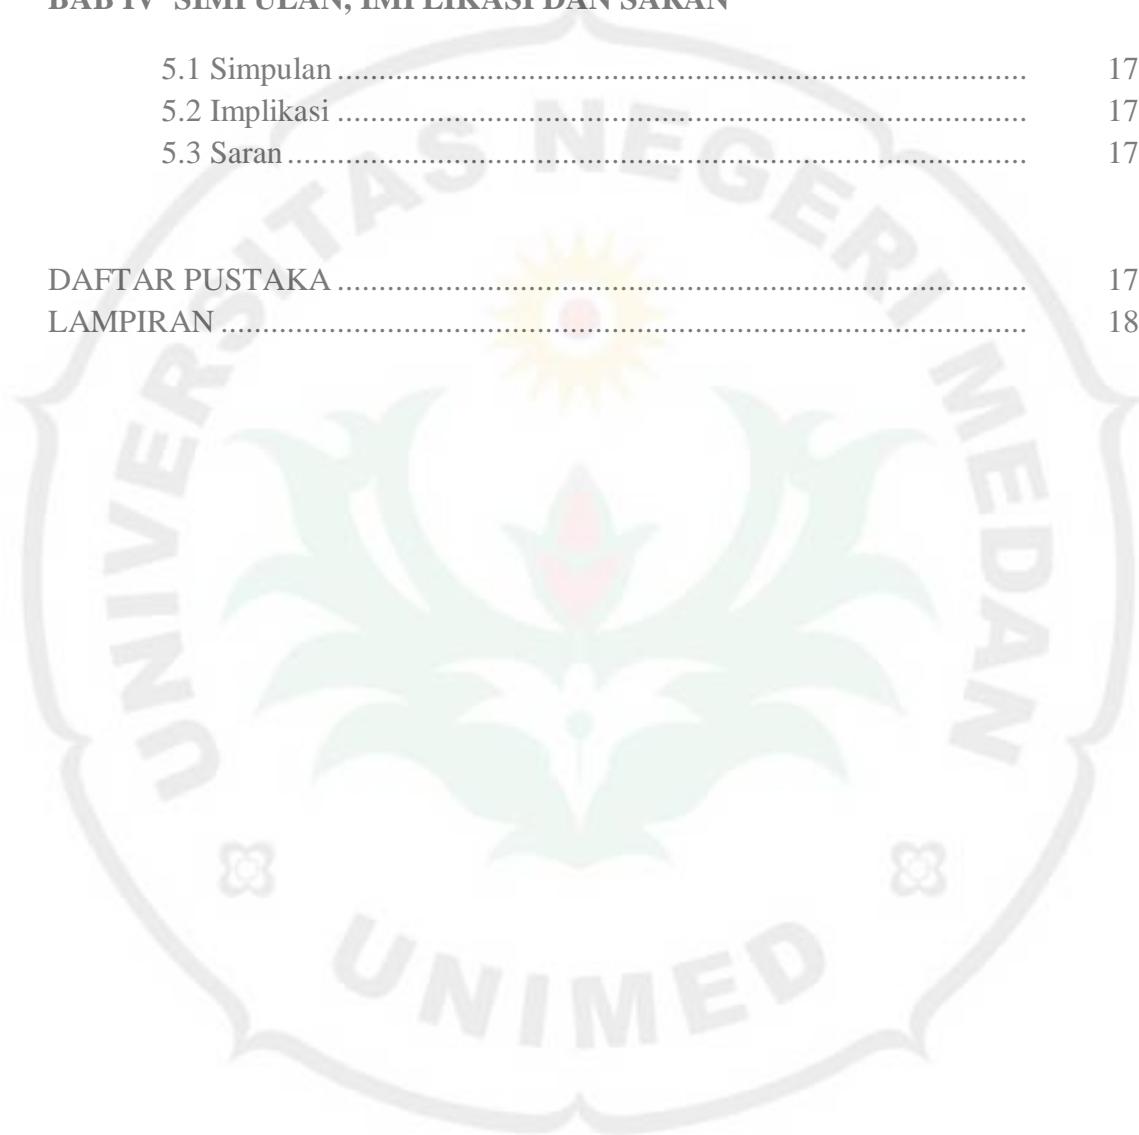 BAB IV SIMPULAN, IMPLIKASI DAN SARAN
5.1 Simpulan ................................................................................... 17
5.2 Implikasi ................................................................................... 17
5.3 Saran ......................................................................................... 17
DAFTAR PUSTAKA ................................................................................... 17
LAMPIRAN ................................................................................................. 18
UNIVERSITAS NEGERI MEDAN
UNIMED